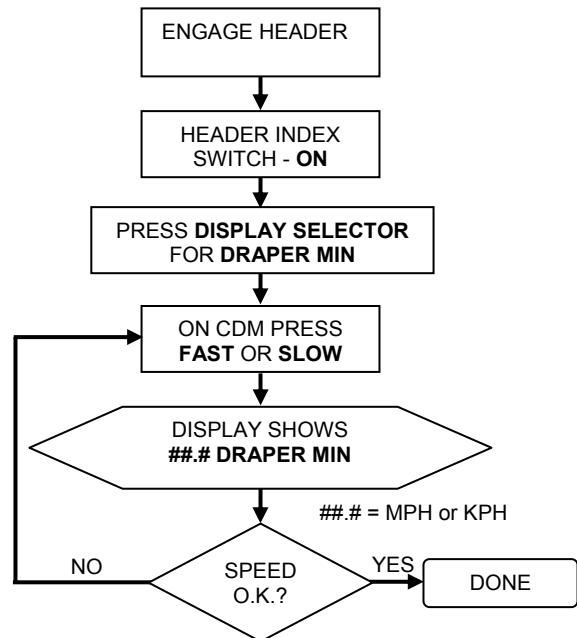 ENGAGE HEADER
HEADER INDEX
SWITCH - ON
PRESS DISPLAY SELECTOR
FOR DRAPER MIN
ON CDM PRESS
FAST OR SLOW
DISPLAY SHOWS
##.# DRAPER MIN
##.# = MPH or KPH
NO
SPEED
O.K.?
YES
DONE